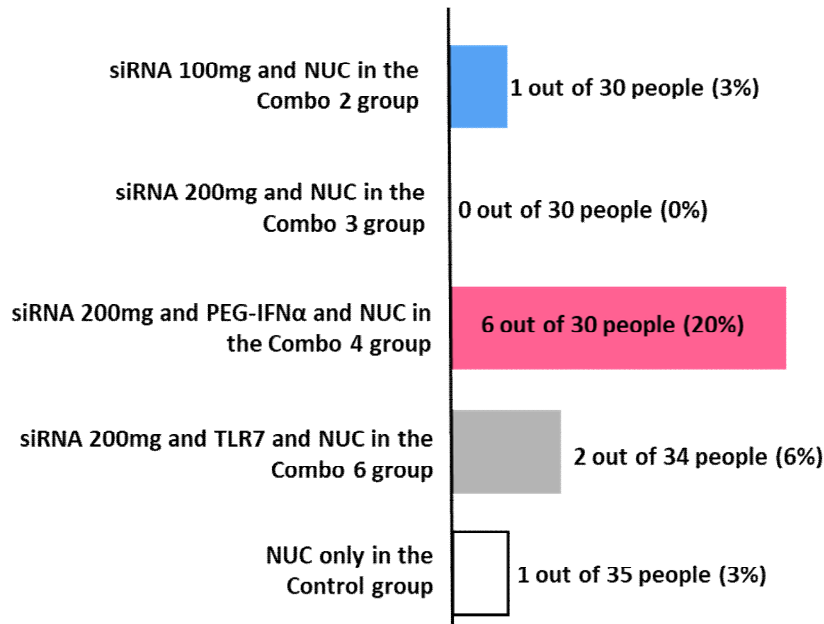 siRNA 100mg and NUC in the
Combo 2 group
1 out of 30 people (3%)
siRNA 200mg and NUC in the
Combo 3 group
0 out of 30 people (0%)
siRNA 200mg and PEG-IFNα and NUC in
the Combo 4 group
6 out of 30 people (20%)
siRNA 200mg and TLR7 and NUC in the
Combo 6 group
2 out of 34 people (6%)
NUC only in the
Control group
1 out of 35 people (3%)